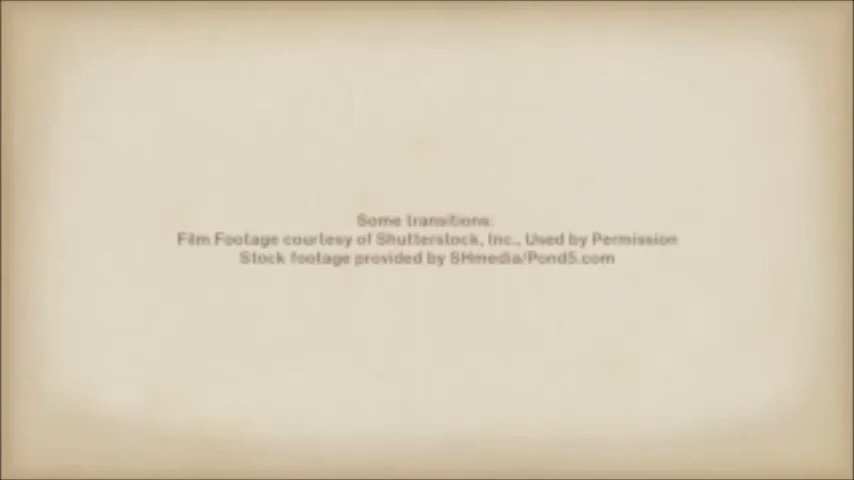 Some transitions:
Film Footage courtesy of Shutterstock, Inc., Used by Permission
Stock footage provided by SHmedia/Pond5.com